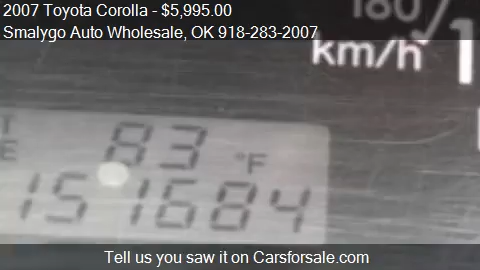 2007 Toyota Corolla - $5,995.00
Smalygo Auto Wholesale, OK 918-283-2007
180
km/h
83 °F
151684
Tell us you saw it on Carsforsale.com